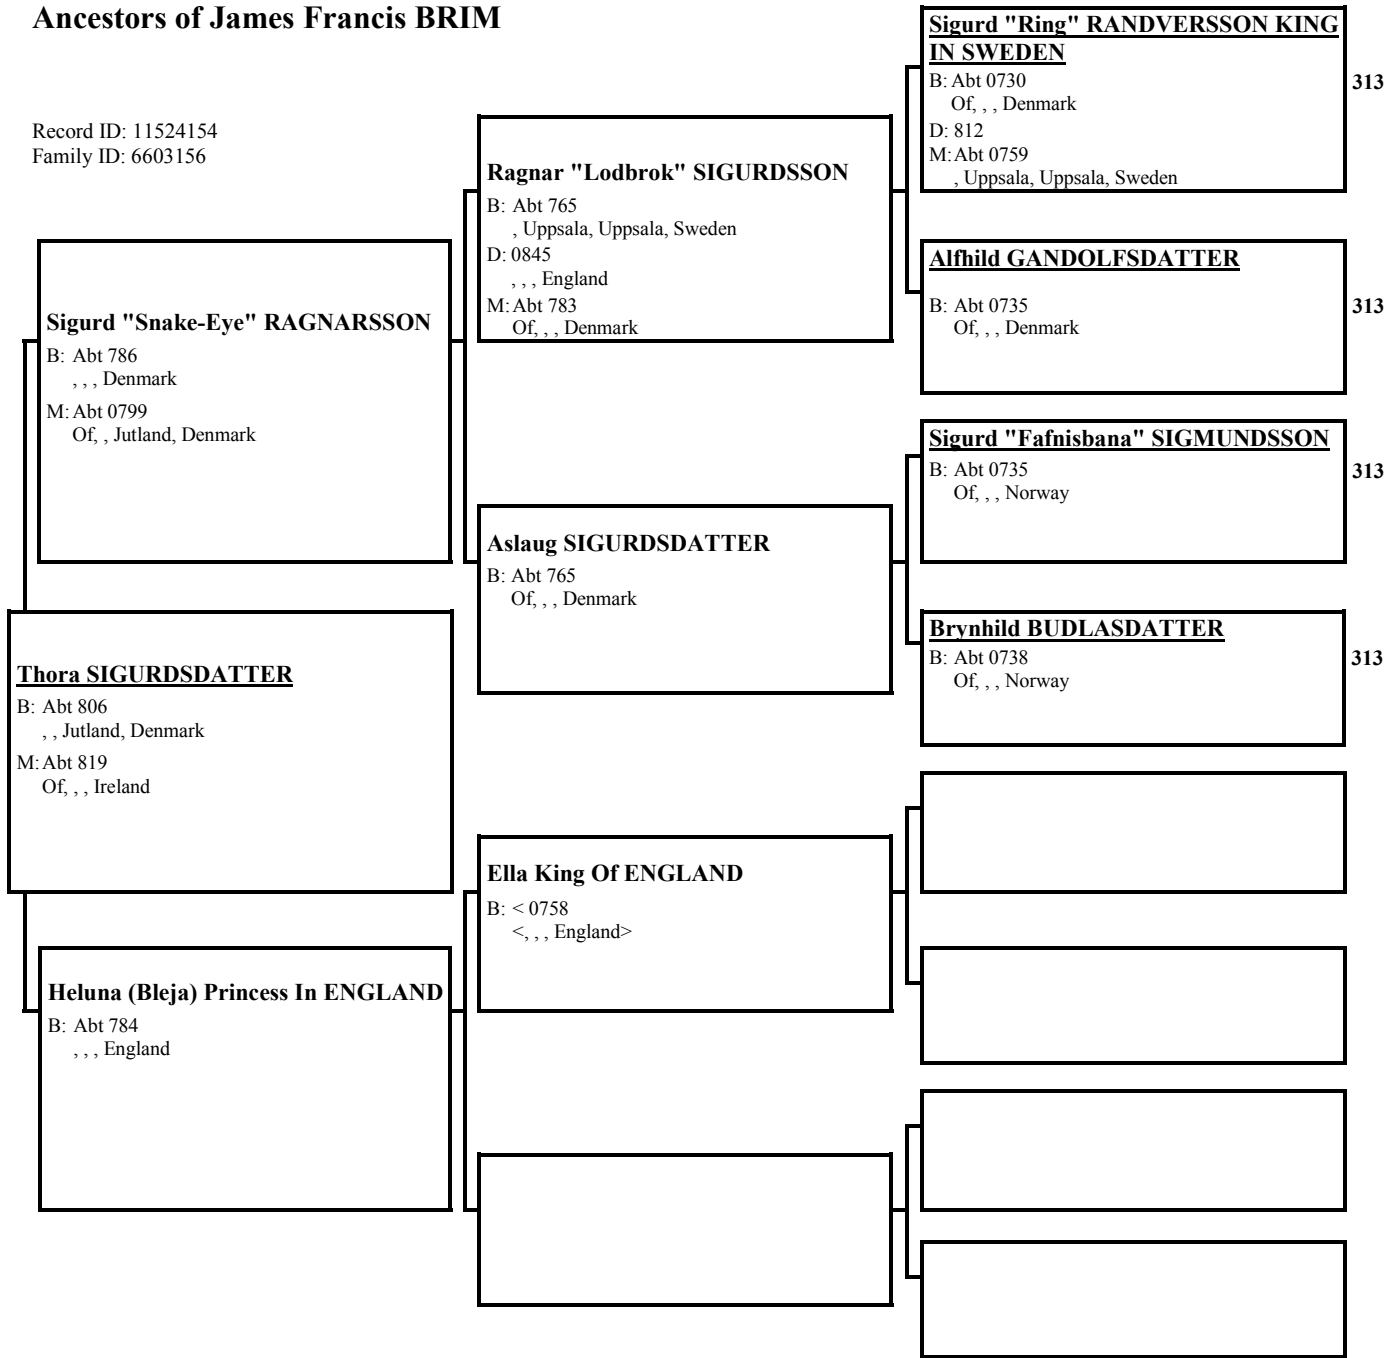 Ancestors of James Francis BRIM
Record ID: 11524154
Family ID: 6603156
Sigurd "Ring" RANDVERSSON KING
IN SWEDEN
B: Abt 0730
Of, , , Denmark
D: 812
M: Abt 0759
, Uppsala, Uppsala, Sweden
313
Ragnar "Lodbrok" SIGURDSSON
B: Abt 765
, Uppsala, Uppsala, Sweden
D: 0845
, , , England
M: Abt 783
Of, , , Denmark
Alfhild GANDOLFSDATTER
B: Abt 0735
Of, , , Denmark
313
Sigurd "Snake-Eye" RAGNARSSON
B: Abt 786
, , , Denmark
M: Abt 0799
Of, , Jutland, Denmark
Sigurd "Fafnisbana" SIGMUNDSSON
B: Abt 0735
Of, , , Norway
313
Aslaug SIGURDSDATTER
B: Abt 765
Of, , , Denmark
Brynhild BUDLASDATTER
B: Abt 0738
Of, , , Norway
313
Thora SIGURDSDATTER
B: Abt 806
, , Jutland, Denmark
M: Abt 819
Of, , , Ireland
Ella King Of ENGLAND
B: < 0758
<, , , England>
Heluna (Bleja) Princess In ENGLAND
B: Abt 784
, , , England